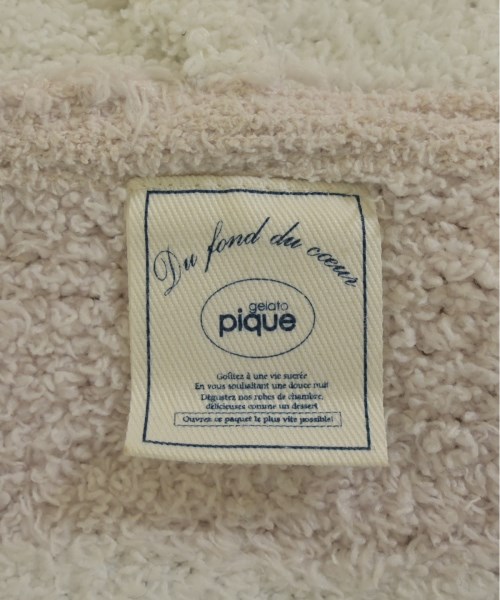 Du fond du cœur
gelato
pique
Goûtez à une vie sucrée
En vous souhaitant une douce nuit
Dégustez nos robes de chambre,
délicieuses comme un dessert
Ouvrez ce paquet le plus vite possible!